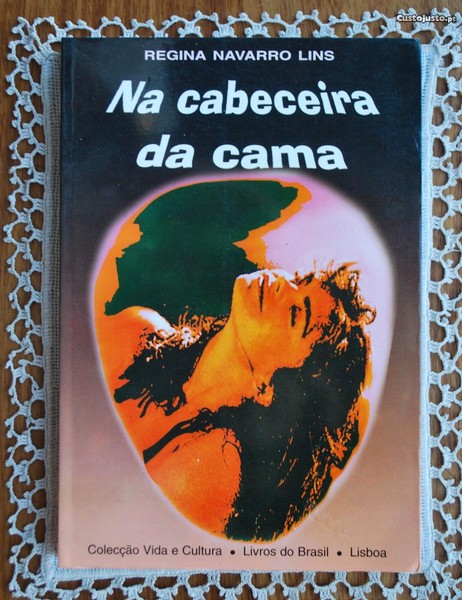 CustoJusto.pt
REGINA NAVARRO LINS
Na cabeceira
da cama
Colecção Vida e Cultura • Livros do Brasil • Lisboa